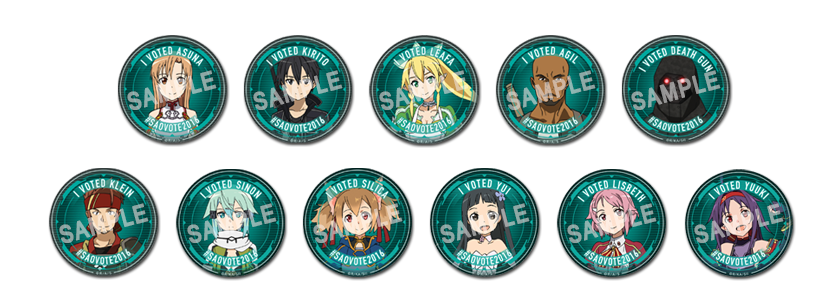 I VOTED ASUNA
SAMPLE
#SAOVOTE2016
I VOTED KIRITO
SAMPLE
#SAOVOTE2016
I VOTED LEAFA
SAMPLE
#SAOVOTE2016
I VOTED AGIL
SAMPLE
#SAOVOTE2016
I VOTED DEATH GUN
SAMPLE
#SAOVOTE2016
I VOTED KLEIN
SAMPLE
#SAOVOTE2016
I VOTED SINON
SAMPLE
#SAOVOTE2016
I VOTED SILICA
SAMPLE
#SAOVOTE2016
I VOTED YUI
SAMPLE
#SAOVOTE2016
I VOTED LISBETH
SAMPLE
#SAOVOTE2016
I VOTED YUUKI
SAMPLE
#SAOVOTE2016